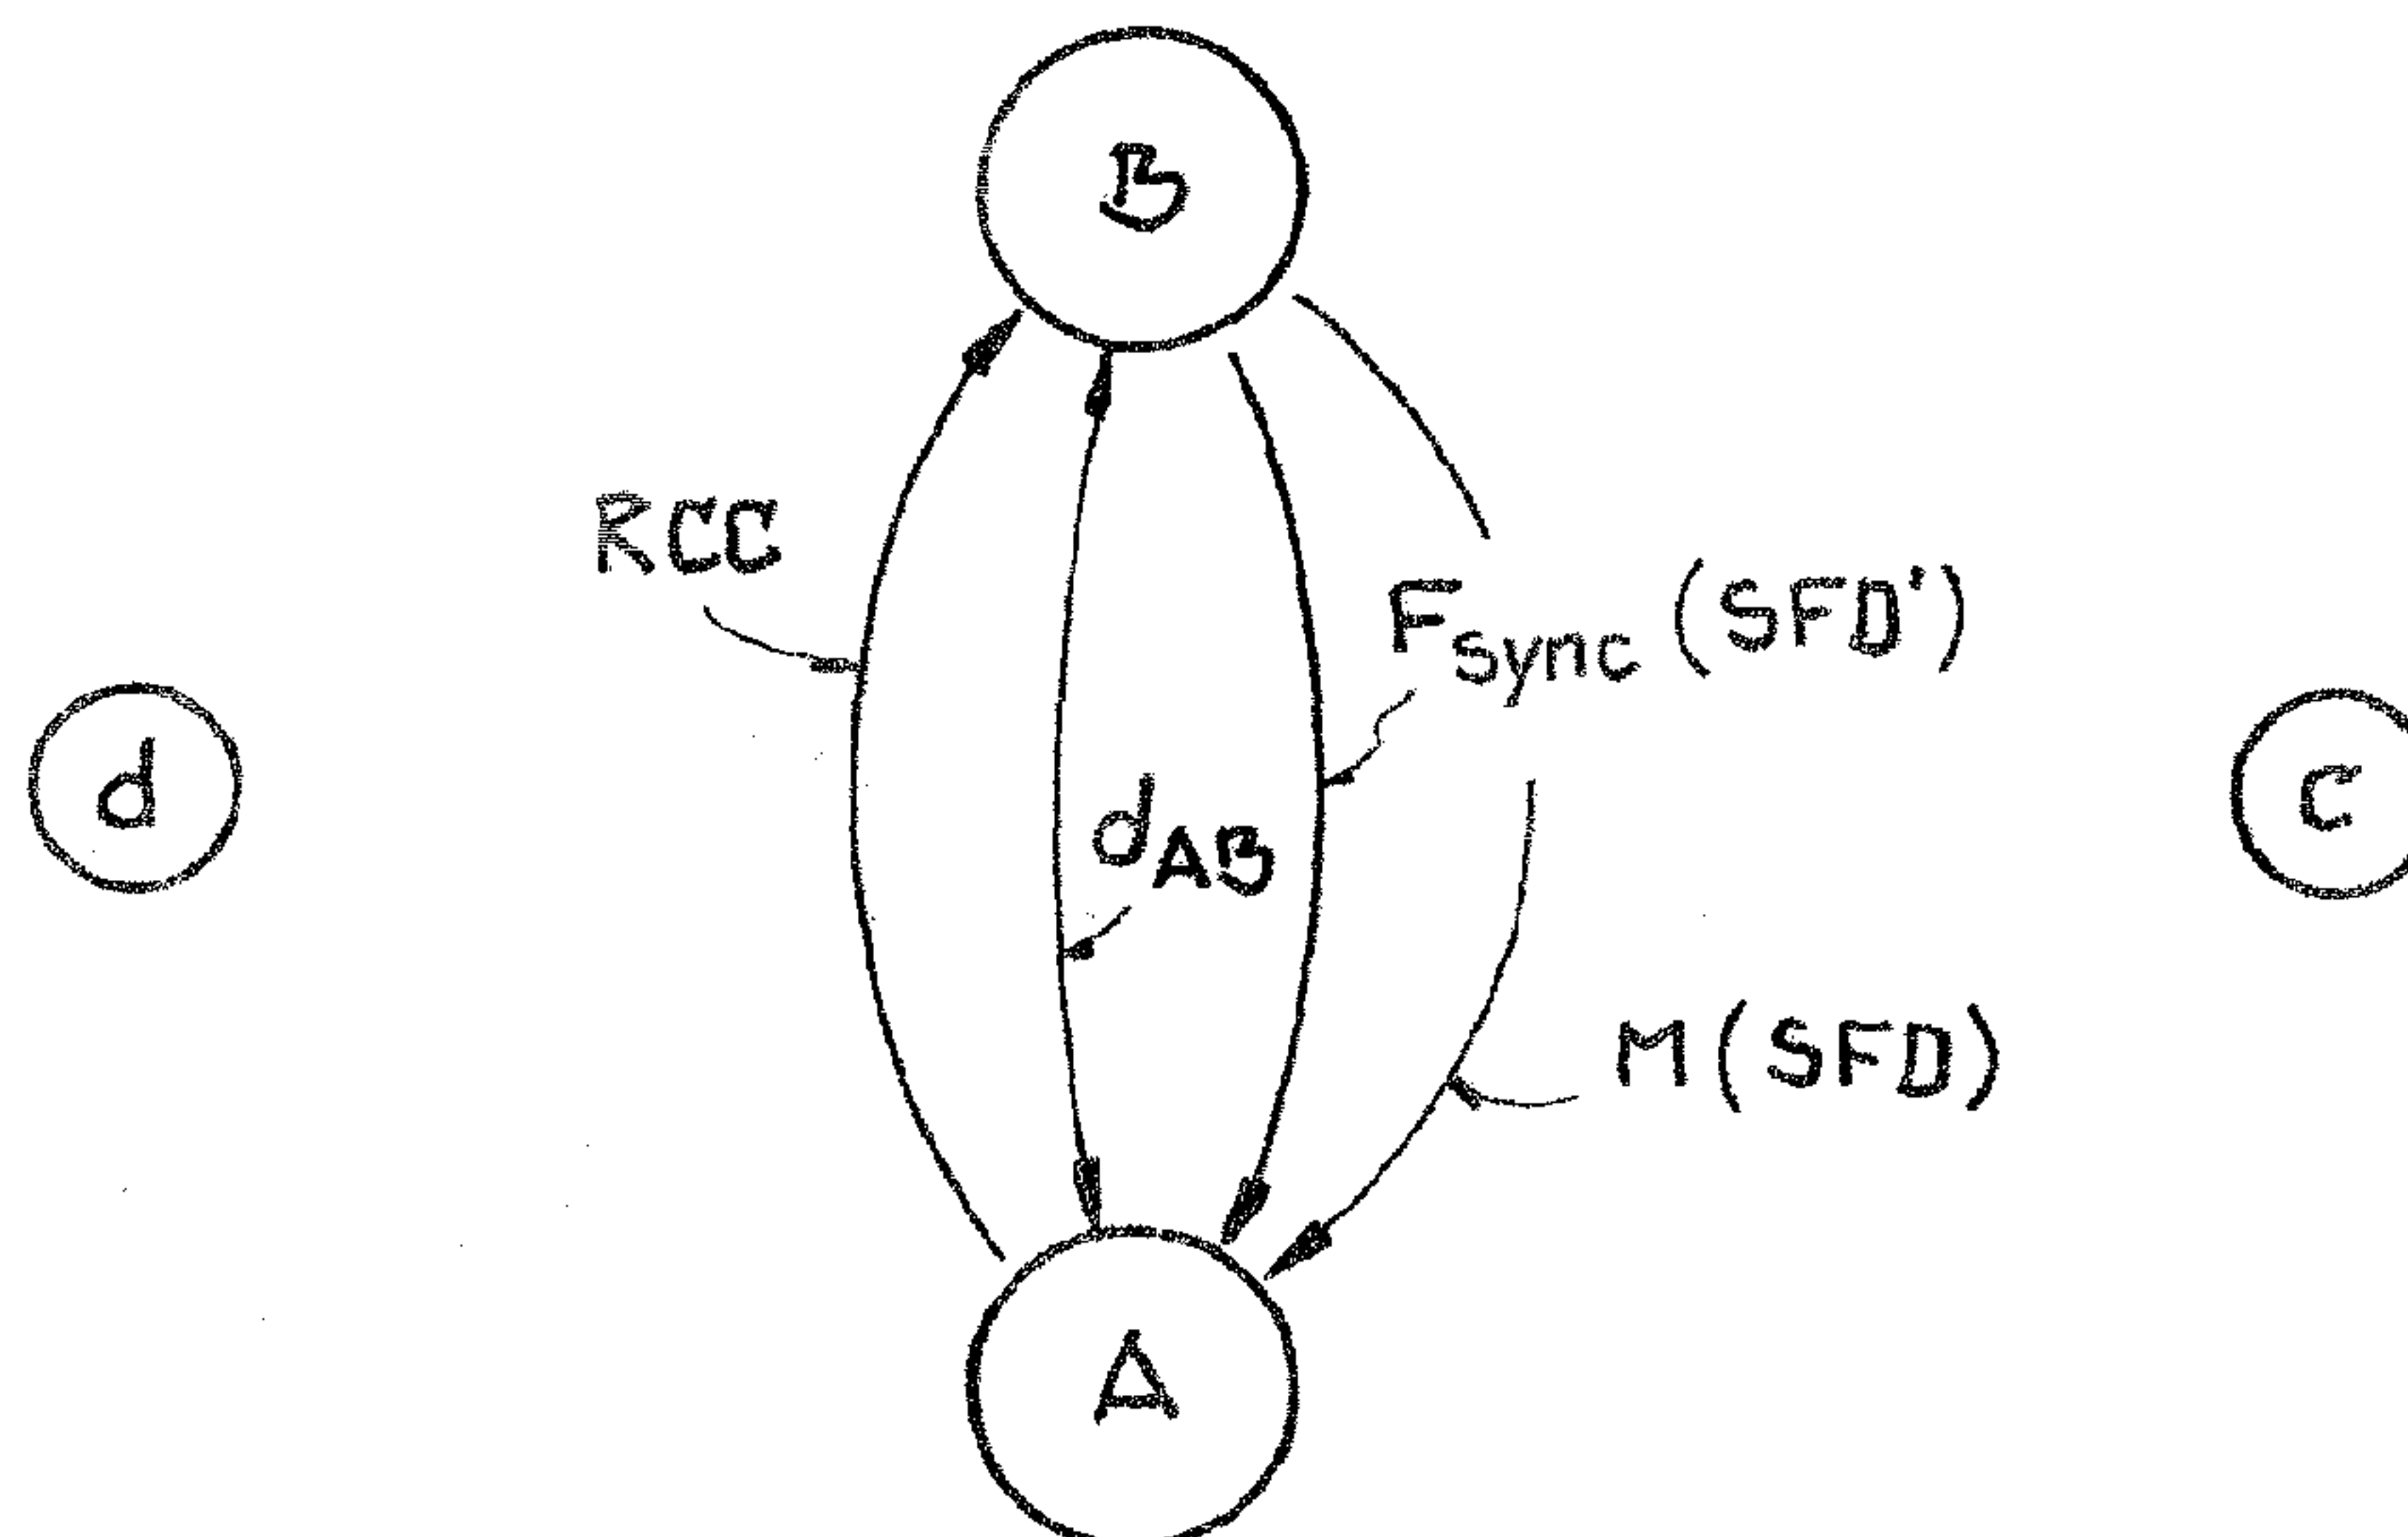 B
RCC
Fsync (SFD')
d
dAB
C
M(SFD)
A